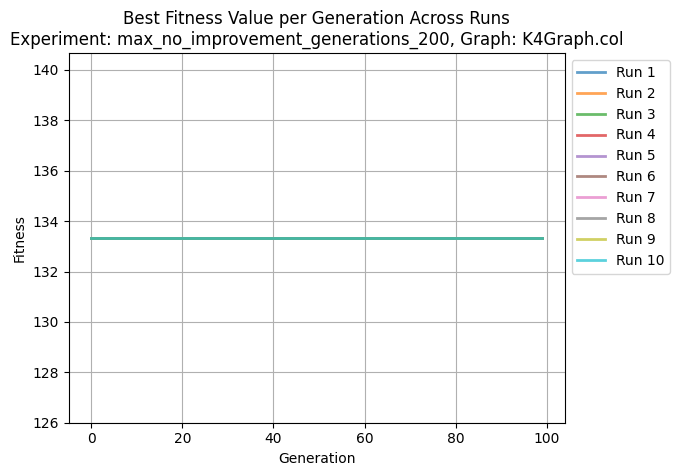 Best Fitness Value per Generation Across Runs
Experiment: max_no_improvement_generations_200, Graph: K4Graph.col
140
138
136
134
132
130
128
126
Fitness
0
20
40
60
80
100
Generation
Run 1
Run 2
Run 3
Run 4
Run 5
Run 6
Run 7
Run 8
Run 9
Run 10